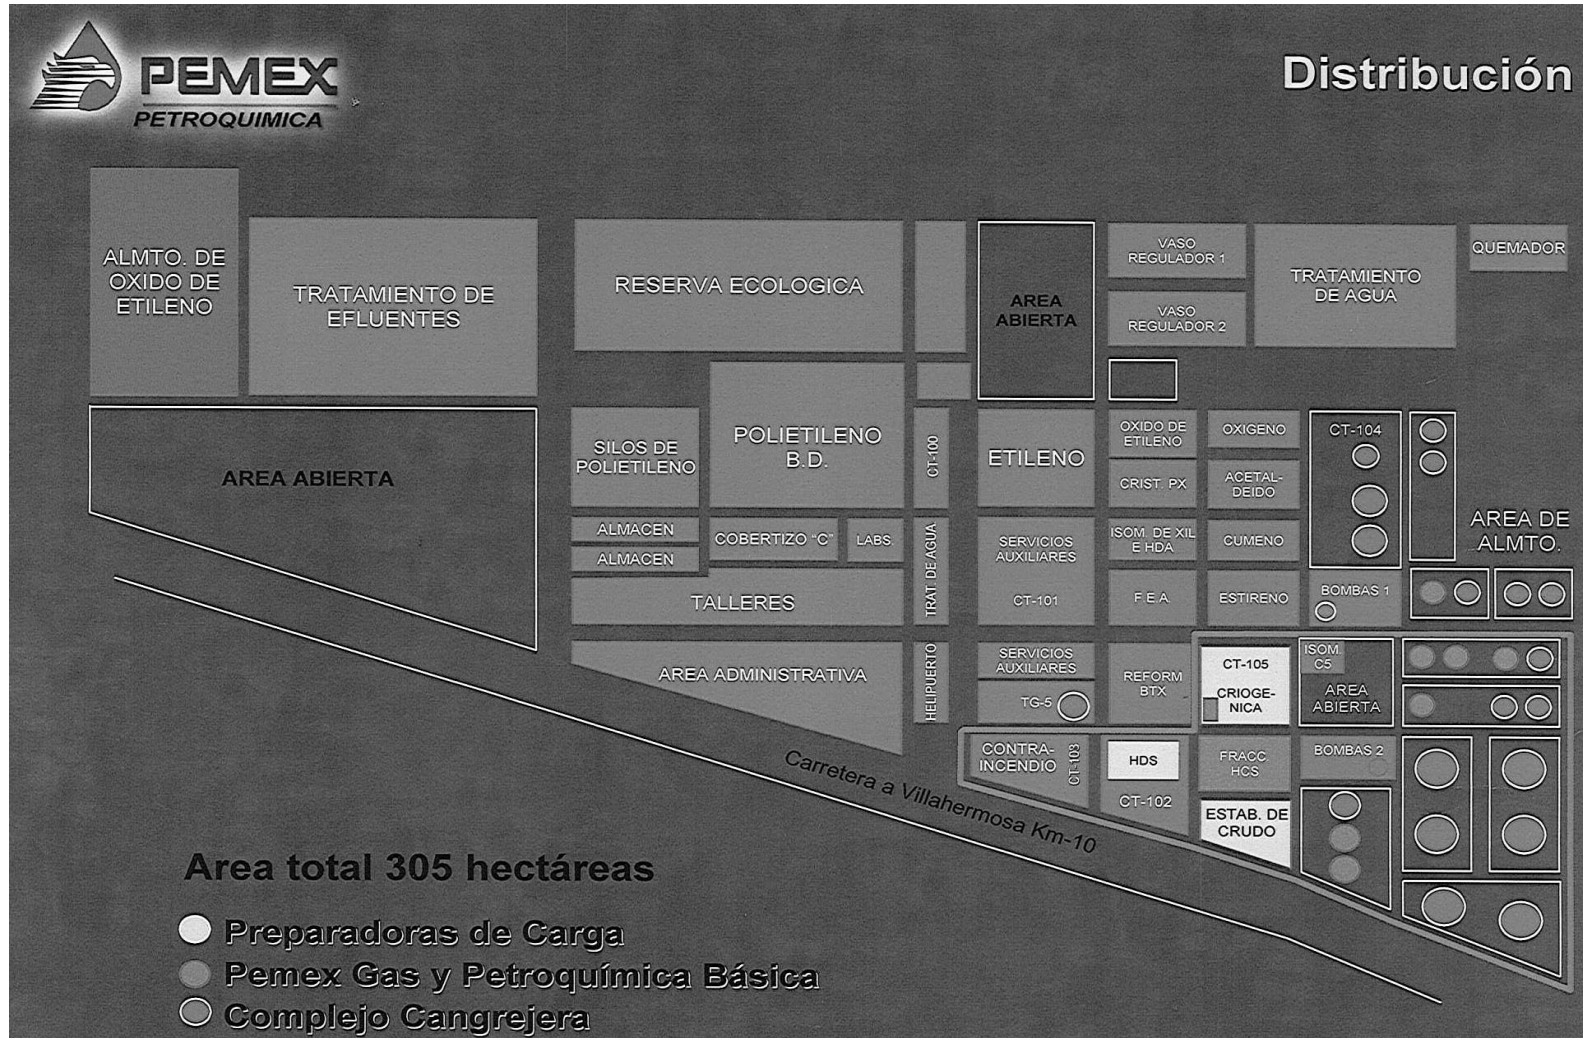 PEMEX
PETROQUIMICA
Distribución
ALMTO. DE
OXIDO DE
ETILENO
TRATAMIENTO DE
EFLUENTES
RESERVA ECOLOGICA
AREA
ABIERTA
VASO
REGULADOR 1
VASO
REGULADOR 2
TRATAMIENTO
DE AGUA
QUEMADOR
AREA ABIERTA
SILOS DE
POLIETILENO
POLIETILENO
B.D.
CT-100
ETILENO
OXIDO DE
ETILENO
OXIGENO
CT-104
CRIST. PX
ACETAL-
DEIDO
AREA DE
ALMTO.
ALMACEN
ALMACEN
COBERTIZO "C"
LABS.
TRAT. DE AGUA
SERVICIOS
AUXILIARES
CT-101
ISOM. DE XIL
E HDA
CUMENO
TALLERES
F.E.A.
ESTIRENO
BOMBAS 1
AREA ADMINISTRATIVA
HELIPUERTO
SERVICIOS
AUXILIARES
TG-5
REFORM
BTX
CT-105
CRIOGE-
NICA
ISOM.
C5
AREA
ABIERTA
CONTRA-
INCENDIO
CT-103
HDS
CT-102
FRACC.
HCS
BOMBAS 2
ESTAB. DE
CRUDO
Carretera a Villahermosa Km-10
Area total 305 hectáreas
Preparadoras de Carga
Pemex Gas y Petroquímica Básica
Complejo Cangrejera